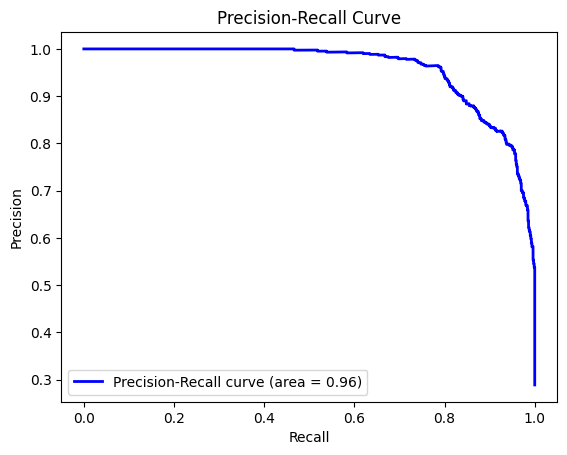 Precision-Recall Curve
1.0
0.9
0.8
0.7
0.6
0.5
0.4
0.3
Precision
Precision-Recall curve (area = 0.96)
0.0 0.2 0.4 0.6 0.8 1.0
Recall